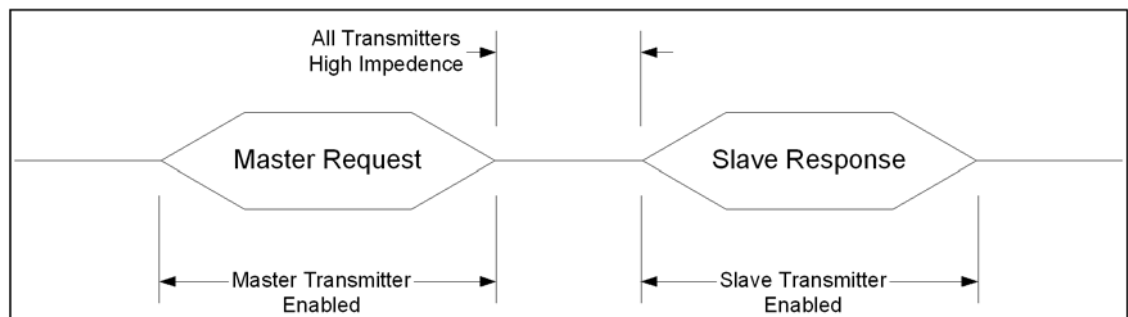 All Transmitters
High Impedence
Master Request
Slave Response
Master Transmitter
Enabled
Slave Transmitter
Enabled